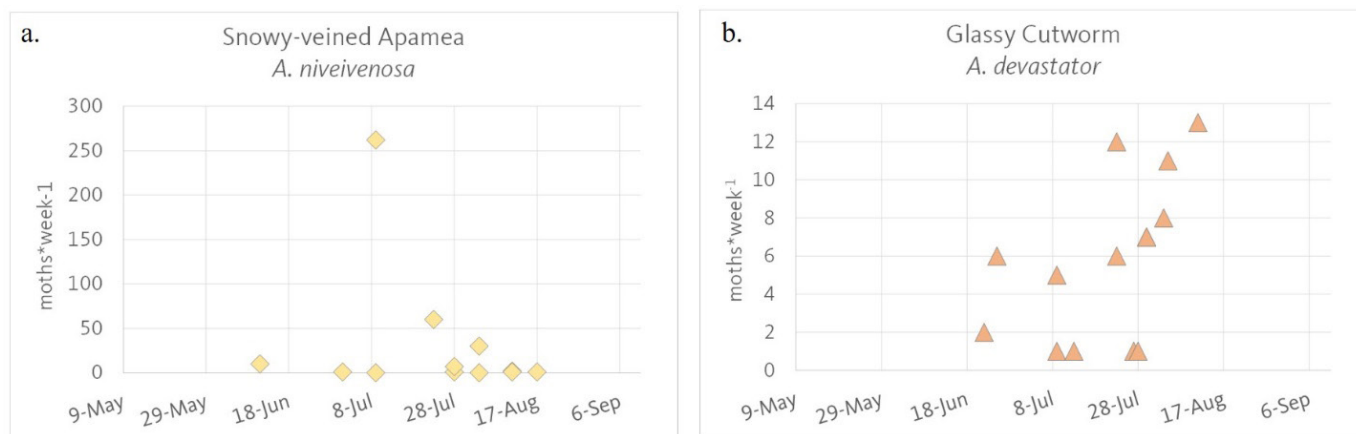 a.
Snowy-veined Apamea
A. niveivenosa
300
250
200
150
100
50
0
moths*week-1
9-May
29-May
18-Jun
8-Jul
28-Jul
17-Aug
6-Sep
b.
Glassy Cutworm
A. devastator
14
12
10
8
6
4
2
0
moths*week-1
9-May
29-May
18-Jun
8-Jul
28-Jul
17-Aug
6-Sep